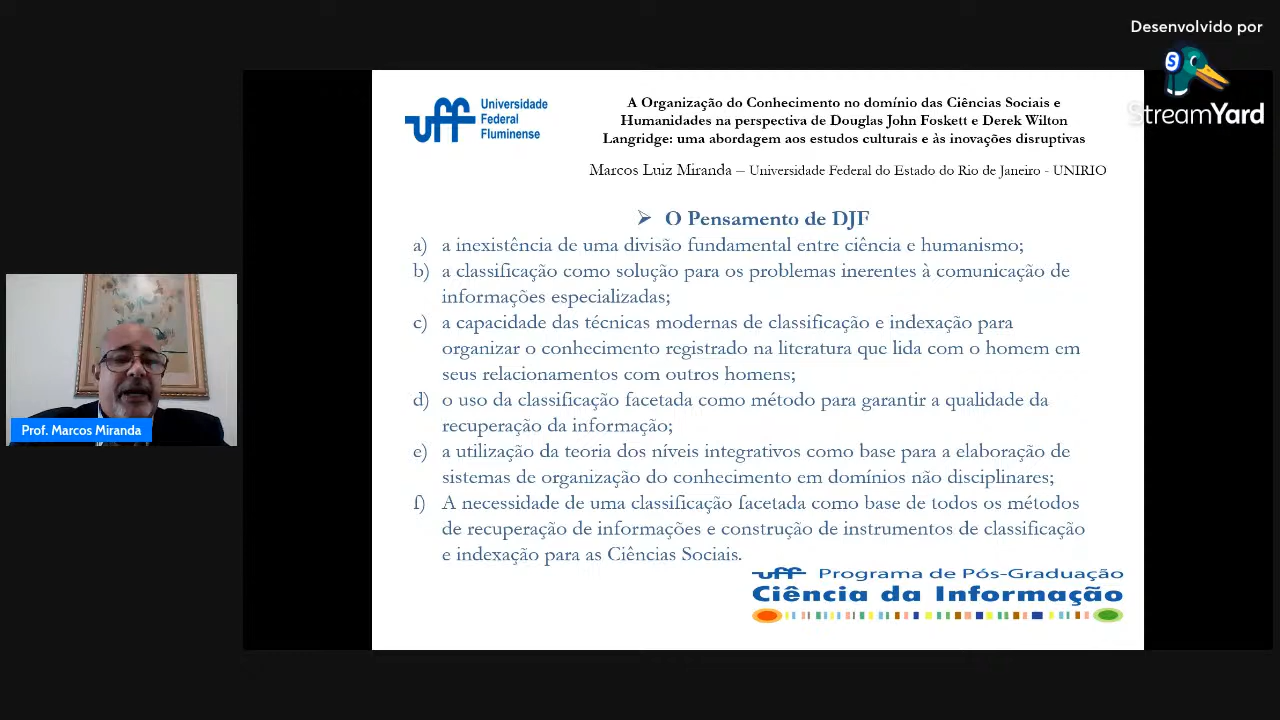 Desenvolvido por
StreamYard
uff Universidade
Federal
Fluminense
A Organização do Conhecimento no domínio das Ciências Sociais e
Humanidades na perspectiva de Douglas John Foskett e Derek Wilton
Langridge: uma abordagem aos estudos culturais e às inovações disruptivas
Marcos Luiz Miranda – Universidade Federal do Estado do Rio de Janeiro - UNIRIO
➢ O Pensamento de DJF
a) a inexistência de uma divisão fundamental entre ciência e humanismo;
b) a classificação como solução para os problemas inerentes à comunicação de
informações especializadas;
c) a capacidade das técnicas modernas de classificação e indexação para
organizar o conhecimento registrado na literatura que lida com o homem em
seus relacionamentos com outros homens;
d) o uso da classificação facetada como método para garantir a qualidade da
recuperação da informação;
e) a utilização da teoria dos níveis integrativos como base para a elaboração de
sistemas de organização do conhecimento em domínios não disciplinares;
f) A necessidade de uma classificação facetada como base de todos os métodos
de recuperação de informações e construção de instrumentos de classificação
e indexação para as Ciências Sociais.
Prof. Marcos Miranda
uff Programa de Pós-Graduação
Ciência da Informação